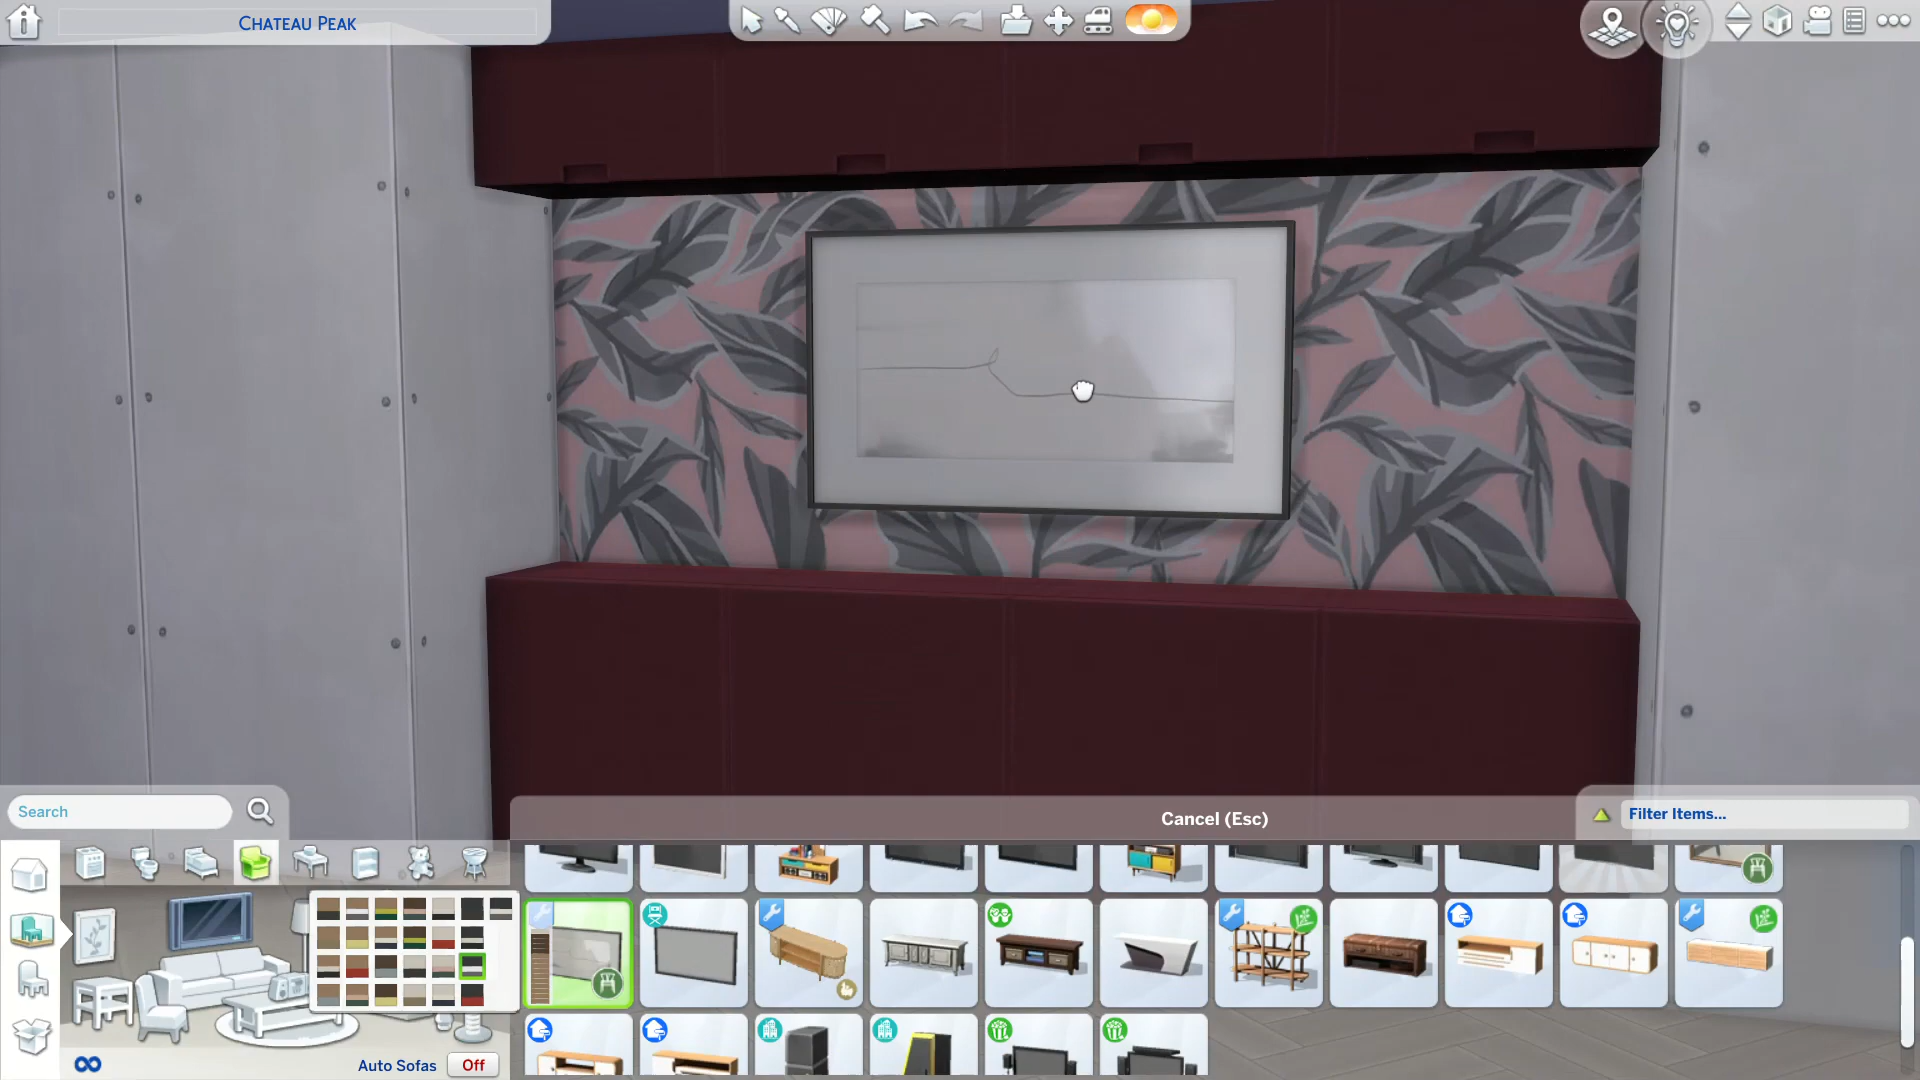 CHATEAU PEAK
Cancel (Esc)
Search
Filter Items...
Auto Sofas
Off